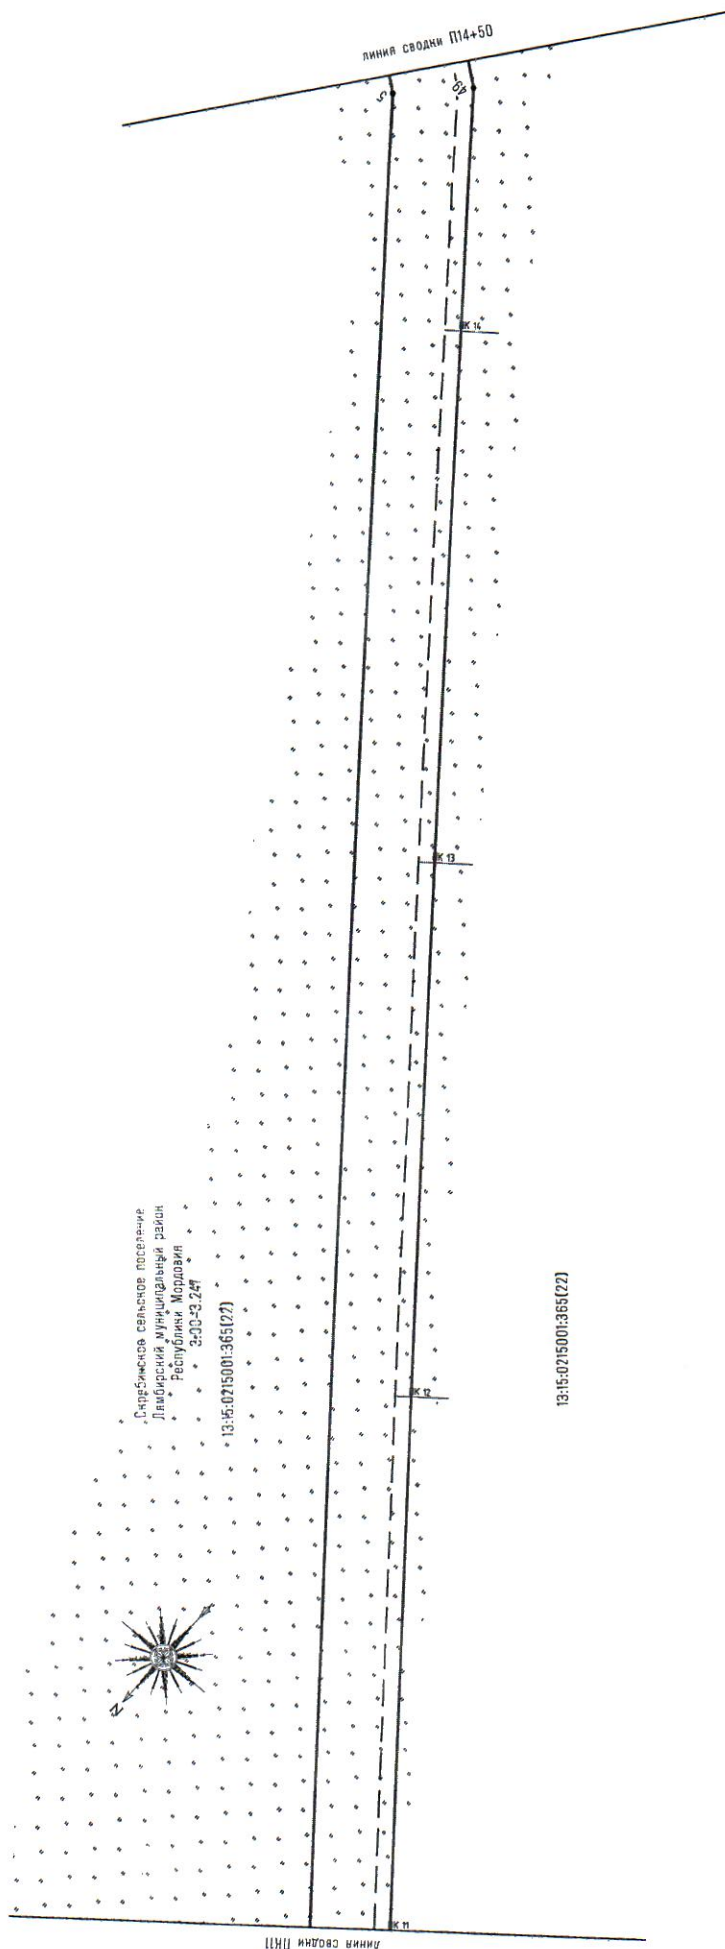 линия сводки П14+50
5
49
ПК 14
ПК 13
Скрябинское сельское поселение
Лямбирский муниципальный район
Республики Мордовия
13:15:0215001:365(22)
13:15:0215001:365(22)
ПК 12
N
ПК 11
линия сводки ПК11